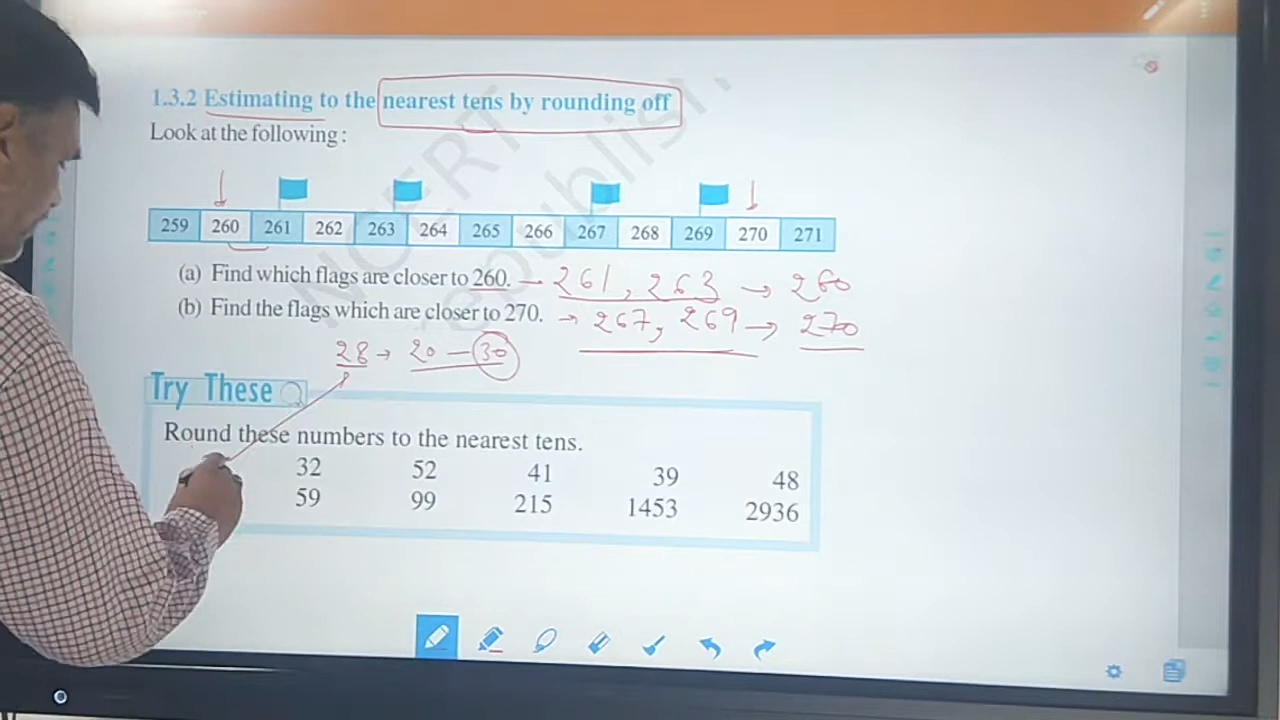 1.3.2 Estimating to the nearest tens by rounding off
Look at the following:
259 260 261 262 263 264 265 266 267 268 269 270 271
(a) Find which flags are closer to 260. → 261, 263 → 260
(b) Find the flags which are closer to 270. → 267, 269 → 270
28 → 20 – 30
Try These
Round these numbers to the nearest tens.
32 52 41 39 48
59 99 215 1453 2936
NCERT
republish